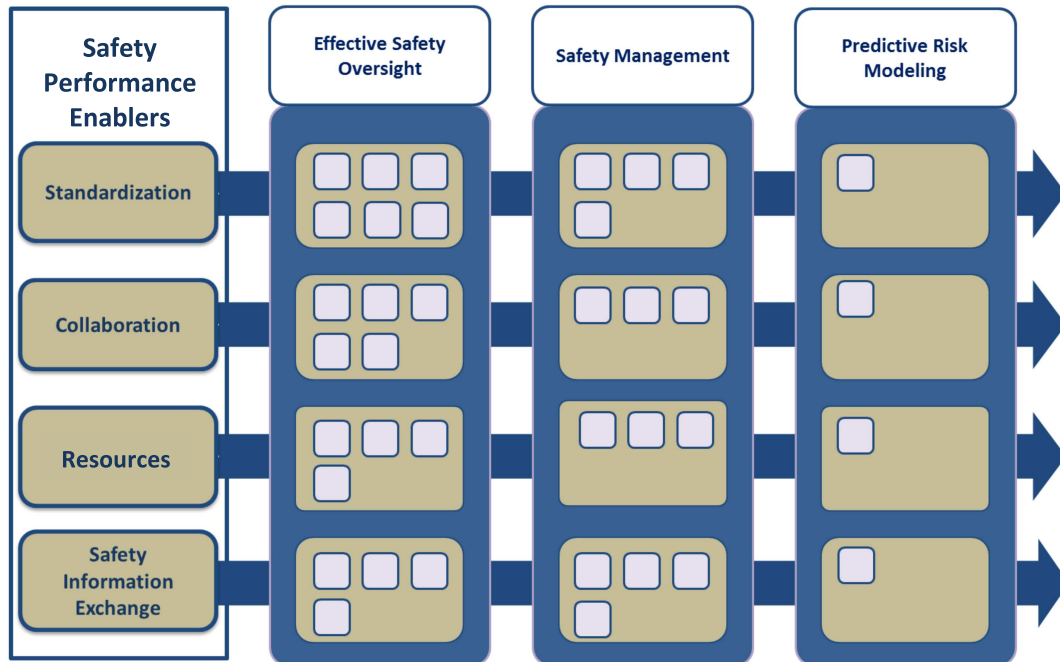 Safety
Performance
Enablers
Effective Safety
Oversight
Safety Management
Predictive Risk
Modeling
Standardization
Collaboration
Resources
Safety
Information
Exchange